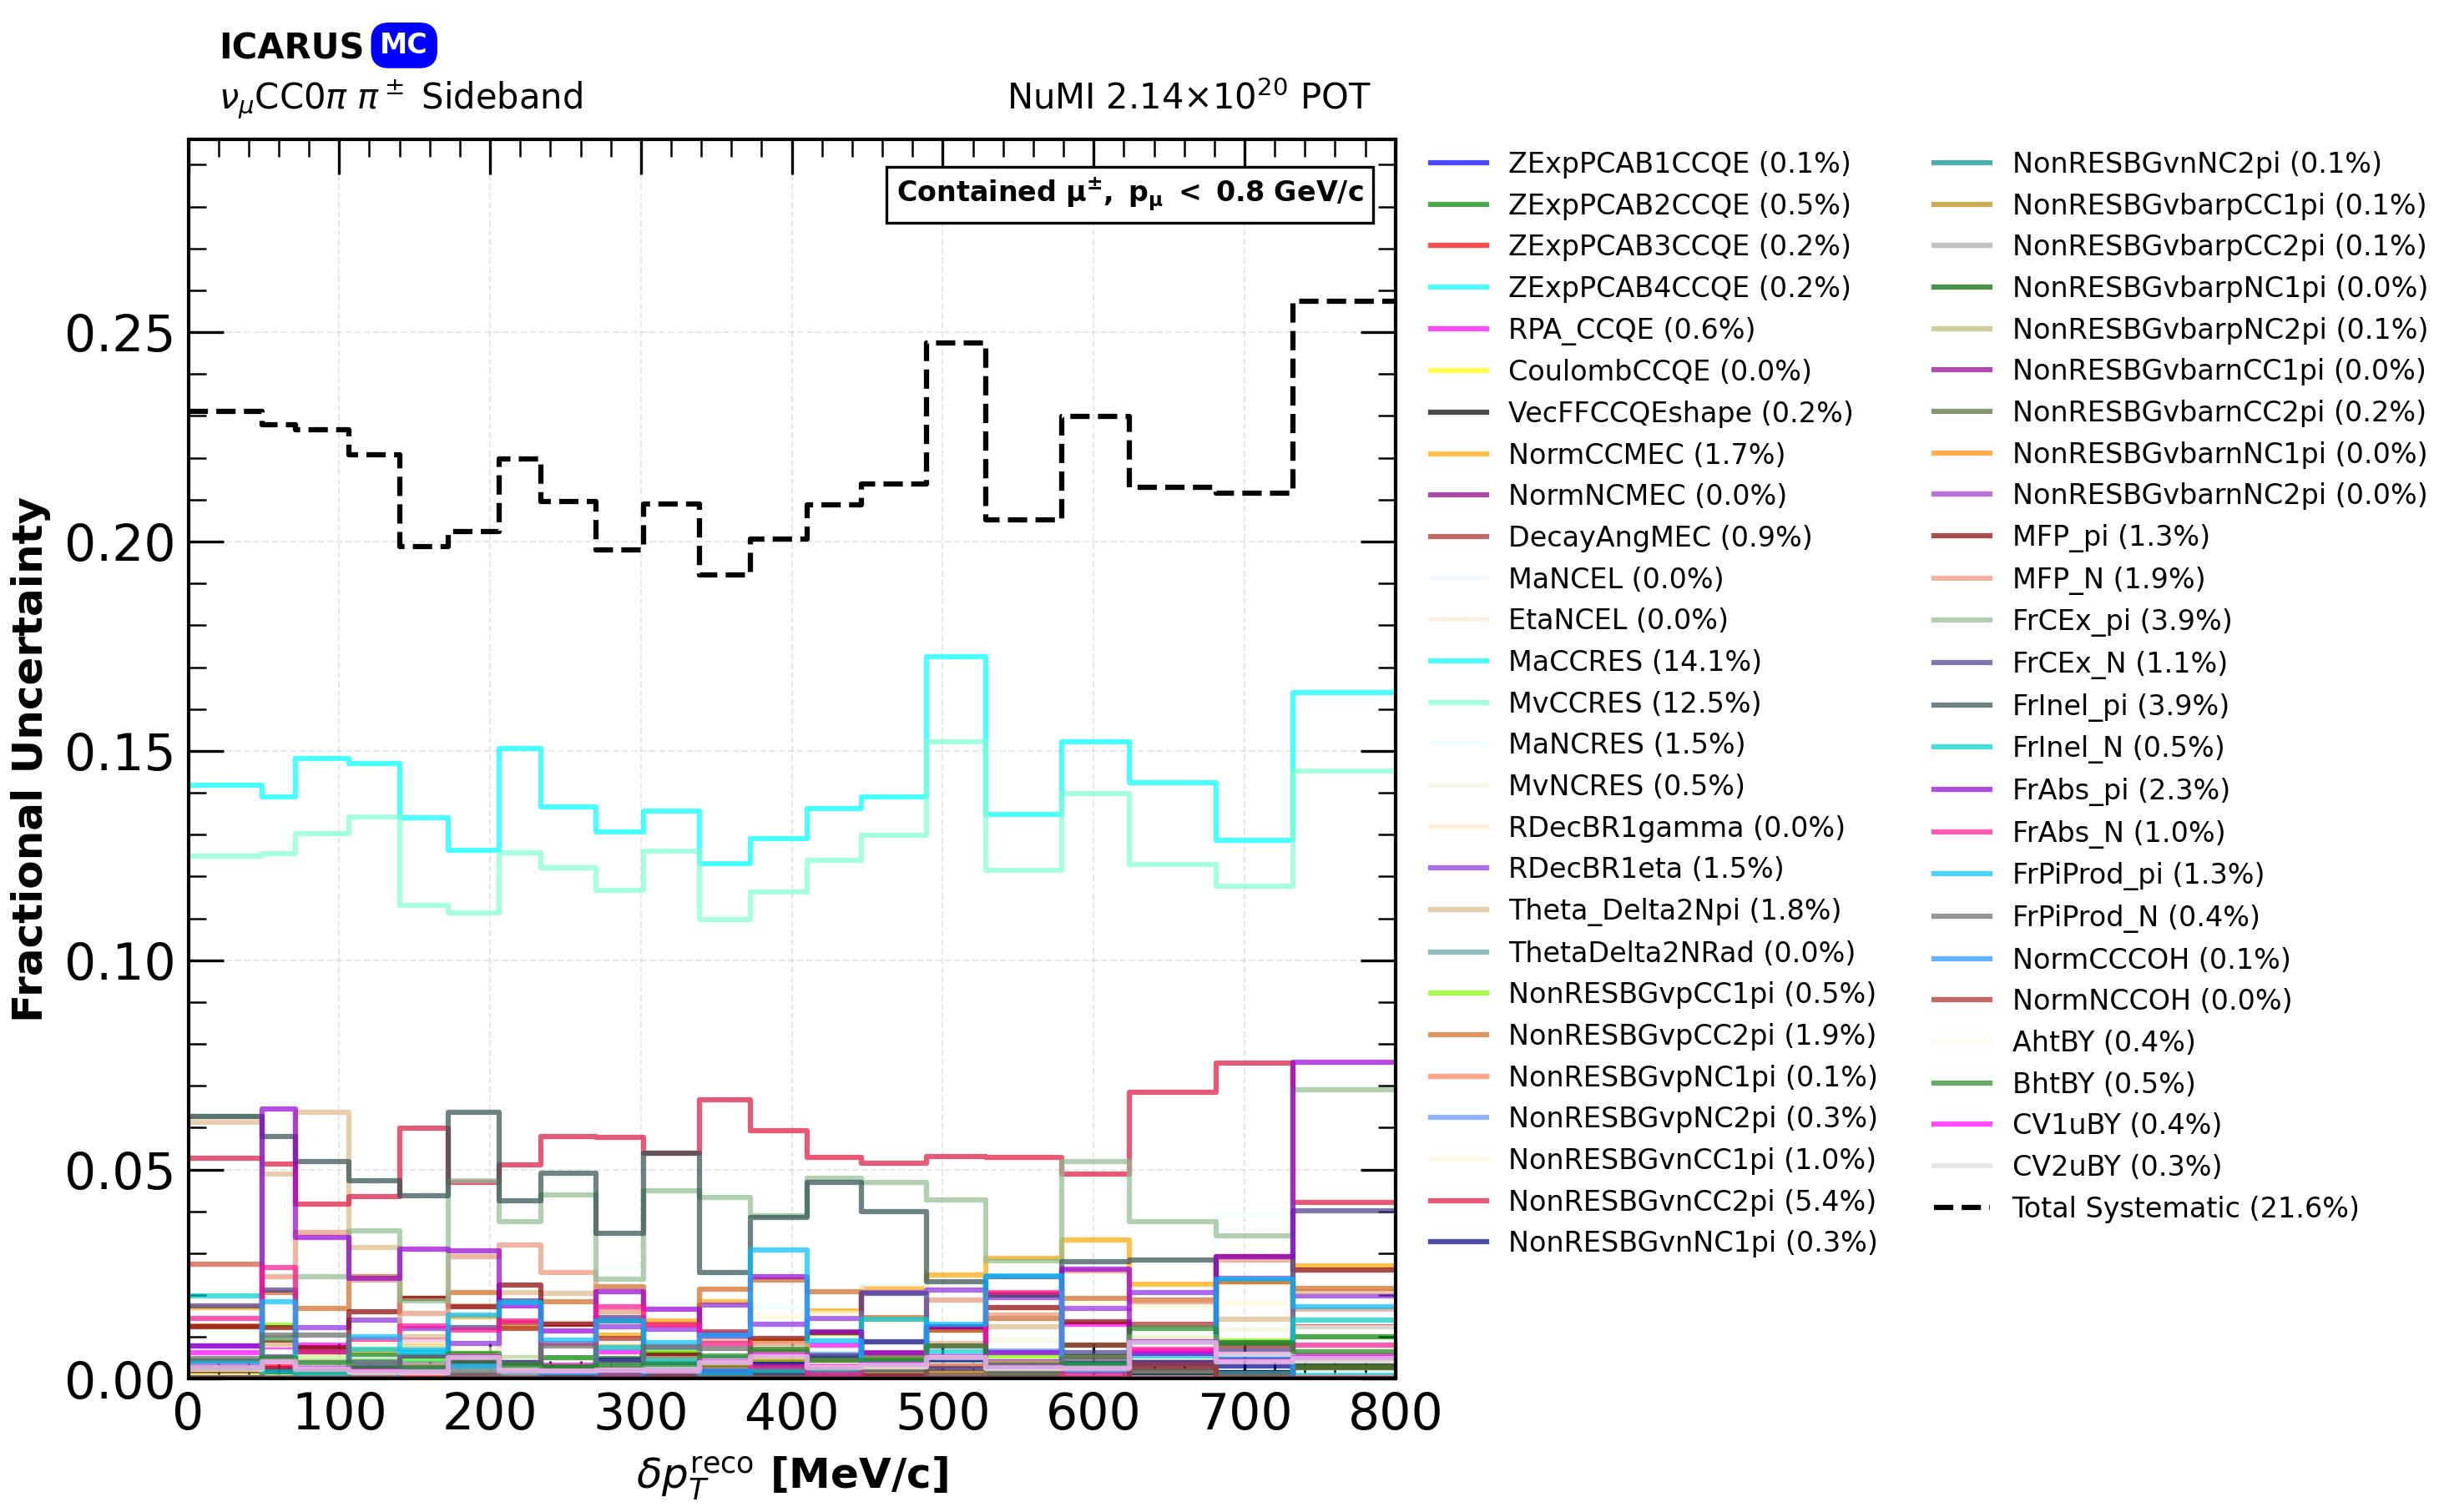 ICARUS MC
νμCC0π π± Sideband
NuMI 2.14×10²⁰ POT
Contained μ±, pμ < 0.8 GeV/c
Fractional Uncertainty
0.25
0.20
0.15
0.10
0.05
0.00
0 100 200 300 400 500 600 700 800
δp_T^reco [MeV/c]
ZExpPCAB1CCQE (0.1%)
ZExpPCAB2CCQE (0.5%)
ZExpPCAB3CCQE (0.2%)
ZExpPCAB4CCQE (0.2%)
RPA_CCQE (0.6%)
CoulombCCQE (0.0%)
VecFFCCQEshape (0.2%)
NormCCMEC (1.7%)
NormNCMEC (0.0%)
DecayAngMEC (0.9%)
MaNCEL (0.0%)
EtaNCEL (0.0%)
MaCCRES (14.1%)
MvCCRES (12.5%)
MaNCRES (1.5%)
MvNCRES (0.5%)
RDecBR1gamma (0.0%)
RDecBR1eta (1.5%)
Theta_Delta2Npi (1.8%)
ThetaDelta2NRad (0.0%)
NonRESBGvpCC1pi (0.5%)
NonRESBGvpCC2pi (1.9%)
NonRESBGvpNC1pi (0.1%)
NonRESBGvpNC2pi (0.3%)
NonRESBGvnCC1pi (1.0%)
NonRESBGvnCC2pi (5.4%)
NonRESBGvnNC1pi (0.3%)
NonRESBGvnNC2pi (0.1%)
NonRESBGvbarpCC1pi (0.1%)
NonRESBGvbarpCC2pi (0.1%)
NonRESBGvbarpNC1pi (0.0%)
NonRESBGvbarpNC2pi (0.1%)
NonRESBGvbarnCC1pi (0.0%)
NonRESBGvbarnCC2pi (0.2%)
NonRESBGvbarnNC1pi (0.0%)
NonRESBGvbarnNC2pi (0.0%)
MFP_pi (1.3%)
MFP_N (1.9%)
FrCEx_pi (3.9%)
FrCEx_N (1.1%)
FrInel_pi (3.9%)
FrInel_N (0.5%)
FrAbs_pi (2.3%)
FrAbs_N (1.0%)
FrPiProd_pi (1.3%)
FrPiProd_N (0.4%)
NormCCCOH (0.1%)
NormNCCOH (0.0%)
AhtBY (0.4%)
BhtBY (0.5%)
CV1uBY (0.4%)
CV2uBY (0.3%)
Total Systematic (21.6%)